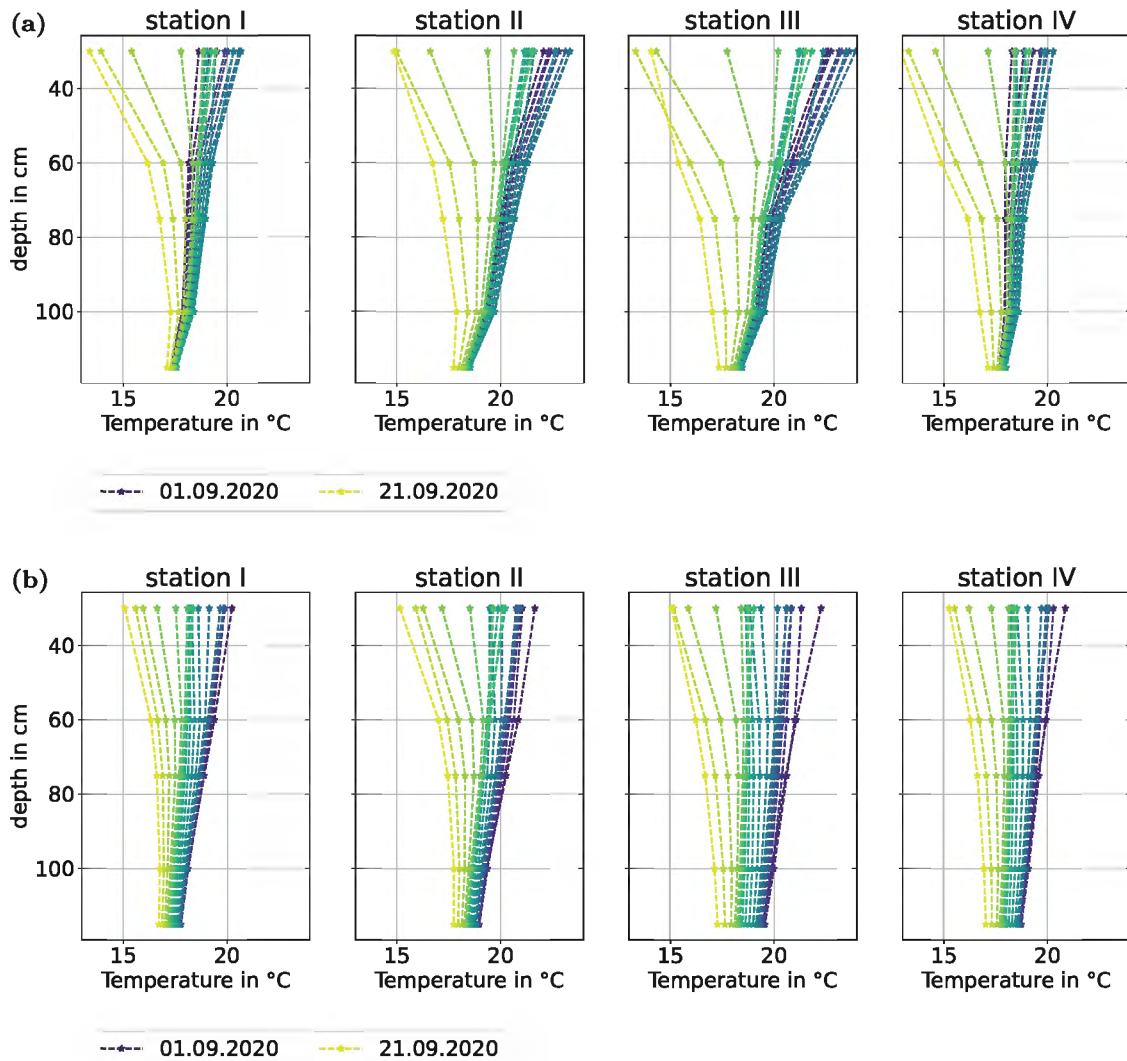 (a)
station I station II station III station IV
40
60
80
100
depth in cm
15 20 15 20 15 20 15 20
Temperature in °C Temperature in °C Temperature in °C Temperature in °C
01.09.2020 21.09.2020
(b)
station I station II station III station IV
40
60
80
100
depth in cm
15 20 15 20 15 20 15 20
Temperature in °C Temperature in °C Temperature in °C Temperature in °C
01.09.2020 21.09.2020